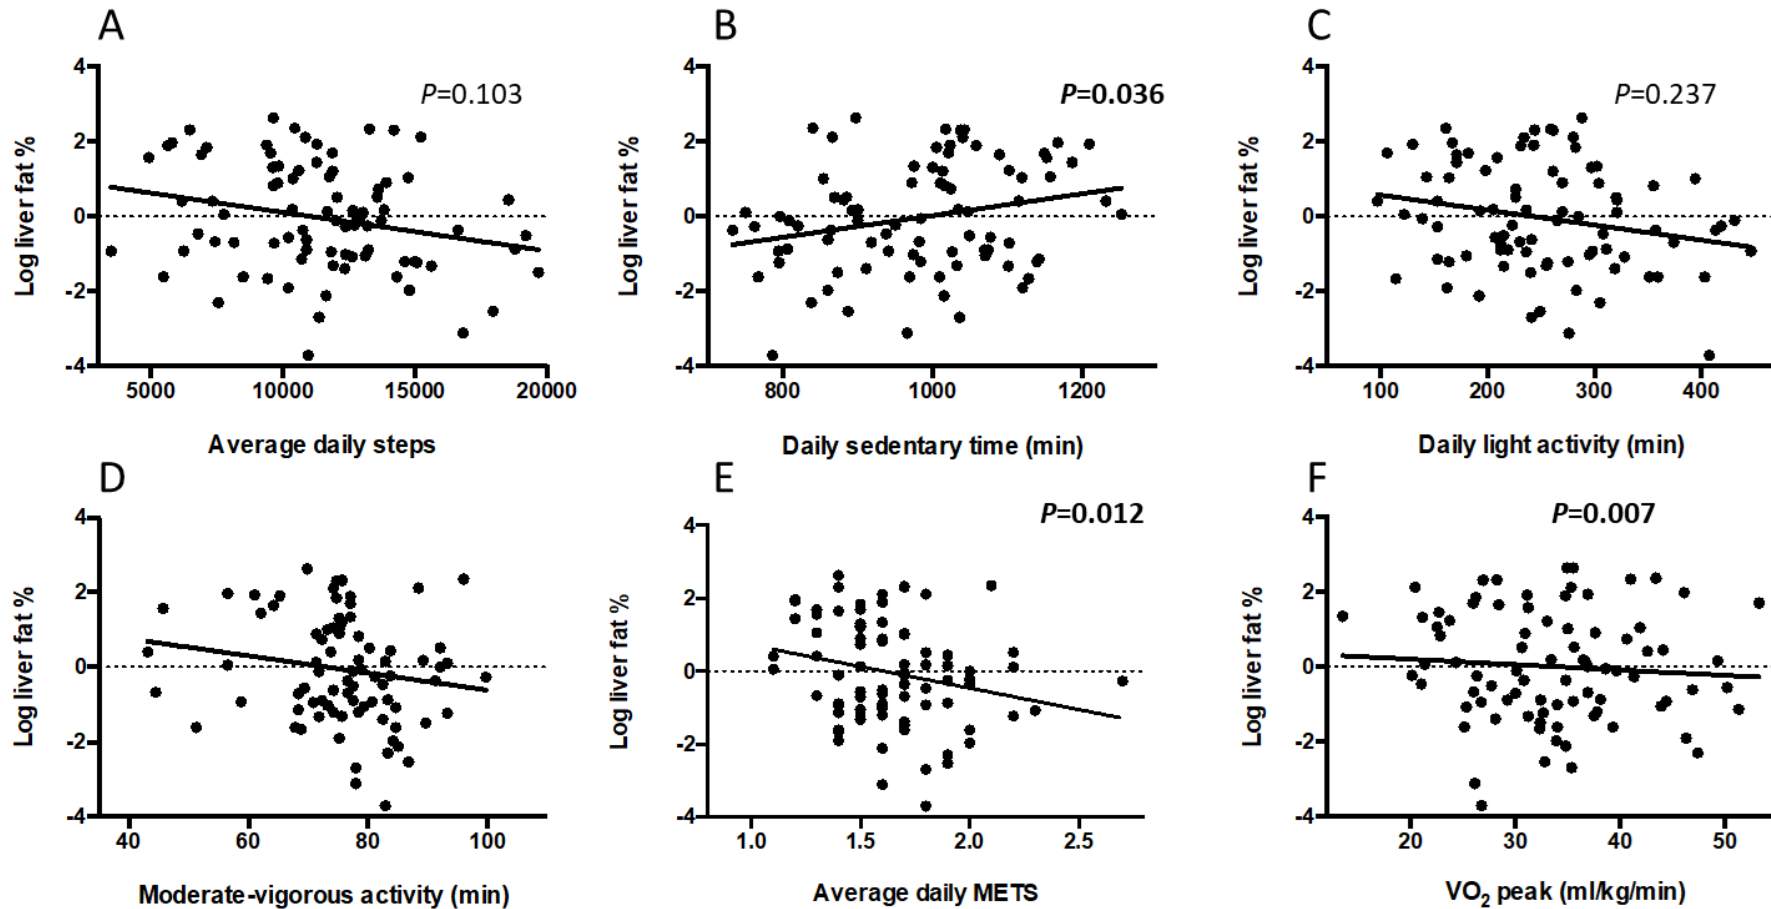 A
B
C
P=0.103
P=0.036
P=0.237
Log liver fat %
4
2
0
-2
-4
5000
10000
15000
20000
Average daily steps
Log liver fat %
4
2
0
-2
-4
800
1000
1200
Daily sedentary time (min)
Log liver fat %
4
2
0
-2
-4
100
200
300
400
Daily light activity (min)
D
E
F
P=0.012
P=0.007
Log liver fat %
4
2
0
-2
-4
40
60
80
100
Moderate-vigorous activity (min)
Log liver fat %
4
2
0
-2
-4
1.0
1.5
2.0
2.5
Average daily METS
Log liver fat %
4
2
0
-2
-4
20
30
40
50
VO₂ peak (ml/kg/min)